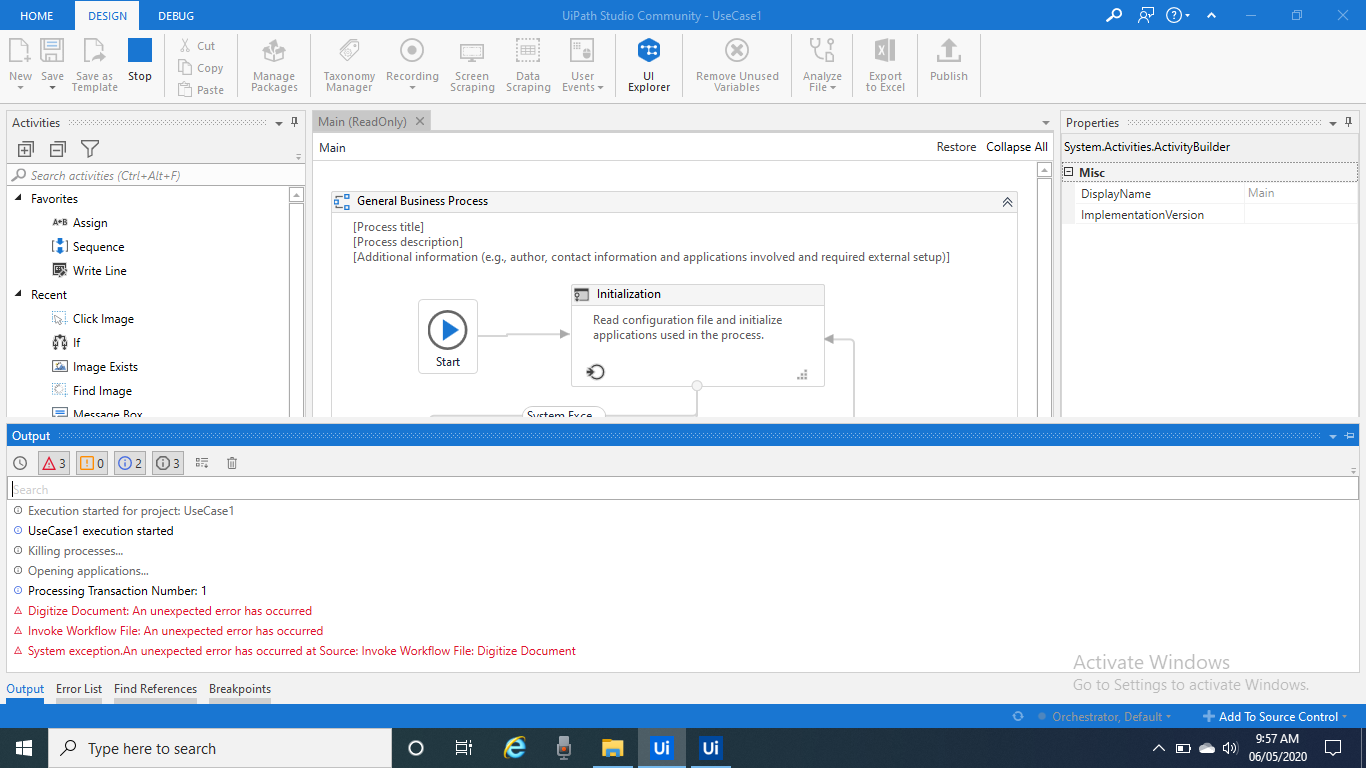 HOME
DESIGN
DEBUG
UiPath Studio Community - UseCase1
New
Save
Save as
Template
Stop
Cut
Copy
Paste
Manage
Packages
Taxonomy
Manager
Recording
Screen
Scraping
Data
Scraping
User
Events
UI
Explorer
Remove Unused
Variables
Analyze
File
Export
to Excel
Publish
Activities
Search activities (Ctrl+Alt+F)
Favorites
A+B Assign
Sequence
Write Line
Recent
Click Image
If
Image Exists
Find Image
Message Box
Main (ReadOnly)
Main
Restore Collapse All
General Business Process
[Process title]
[Process description]
[Additional information (e.g., author, contact information and applications involved and required external setup)]
Start
Initialization
Read configuration file and initialize
applications used in the process.
System Exce
Properties
System.Activities.ActivityBuilder
Misc
DisplayName Main
ImplementationVersion
Output
3 0 2 3
Search
Execution started for project: UseCase1
UseCase1 execution started
Killing processes...
Opening applications...
Processing Transaction Number: 1
Digitize Document: An unexpected error has occurred
Invoke Workflow File: An unexpected error has occurred
System exception.An unexpected error has occurred at Source: Invoke Workflow File: Digitize Document
Activate Windows
Go to Settings to activate Windows.
Output Error List Find References Breakpoints
Orchestrator, Default
Add To Source Control
Type here to search
Ui
Ui
9:57 AM
06/05/2020